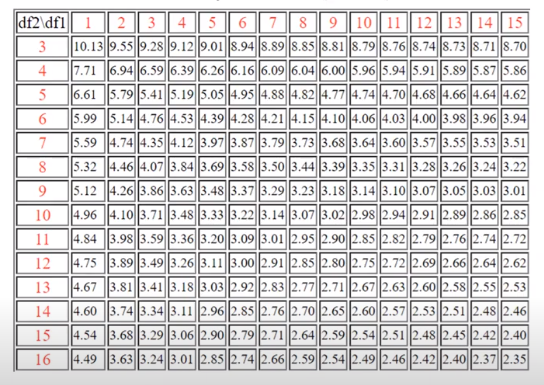 df2\df1 1 2 3 4 5 6 7 8 9 10 11 12 13 14 15
3 10.13 9.55 9.28 9.12 9.01 8.94 8.89 8.85 8.81 8.79 8.76 8.74 8.73 8.71 8.70
4 7.71 6.94 6.59 6.39 6.26 6.16 6.09 6.04 6.00 5.96 5.94 5.91 5.89 5.87 5.86
5 6.61 5.79 5.41 5.19 5.05 4.95 4.88 4.82 4.77 4.74 4.70 4.68 4.66 4.64 4.62
6 5.99 5.14 4.76 4.53 4.39 4.28 4.21 4.15 4.10 4.06 4.03 4.00 3.98 3.96 3.94
7 5.59 4.74 4.35 4.12 3.97 3.87 3.79 3.73 3.68 3.64 3.60 3.57 3.55 3.53 3.51
8 5.32 4.46 4.07 3.84 3.69 3.58 3.50 3.44 3.39 3.35 3.31 3.28 3.26 3.24 3.22
9 5.12 4.26 3.86 3.63 3.48 3.37 3.29 3.23 3.18 3.14 3.10 3.07 3.05 3.03 3.01
10 4.96 4.10 3.71 3.48 3.33 3.22 3.14 3.07 3.02 2.98 2.94 2.91 2.89 2.86 2.85
11 4.84 3.98 3.59 3.36 3.20 3.09 3.01 2.95 2.90 2.85 2.82 2.79 2.76 2.74 2.72
12 4.75 3.89 3.49 3.26 3.11 3.00 2.91 2.85 2.80 2.75 2.72 2.69 2.66 2.64 2.62
13 4.67 3.81 3.41 3.18 3.03 2.92 2.83 2.77 2.71 2.67 2.63 2.60 2.58 2.55 2.53
14 4.60 3.74 3.34 3.11 2.96 2.85 2.76 2.70 2.65 2.60 2.57 2.53 2.51 2.48 2.46
15 4.54 3.68 3.29 3.06 2.90 2.79 2.71 2.64 2.59 2.54 2.51 2.48 2.45 2.42 2.40
16 4.49 3.63 3.24 3.01 2.85 2.74 2.66 2.59 2.54 2.49 2.46 2.42 2.40 2.37 2.35